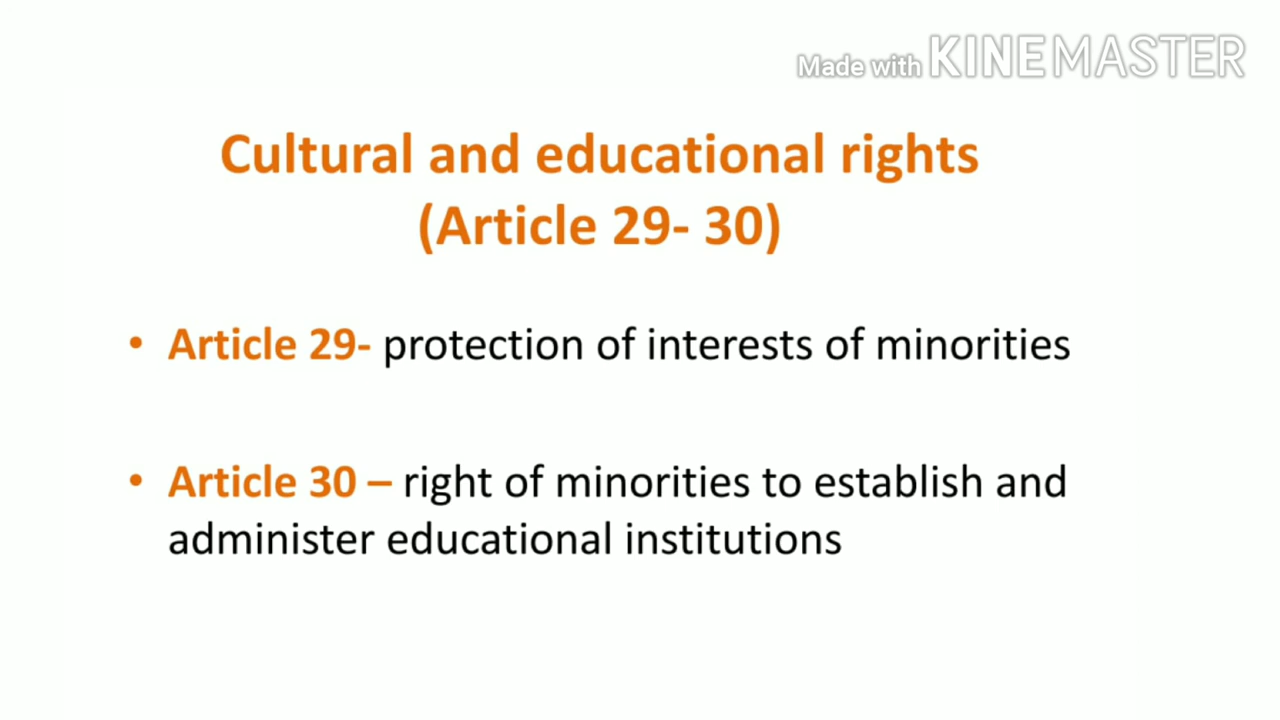 Made with KINEMASTER
Cultural and educational rights
(Article 29- 30)
• Article 29- protection of interests of minorities
• Article 30 – right of minorities to establish and
administer educational institutions